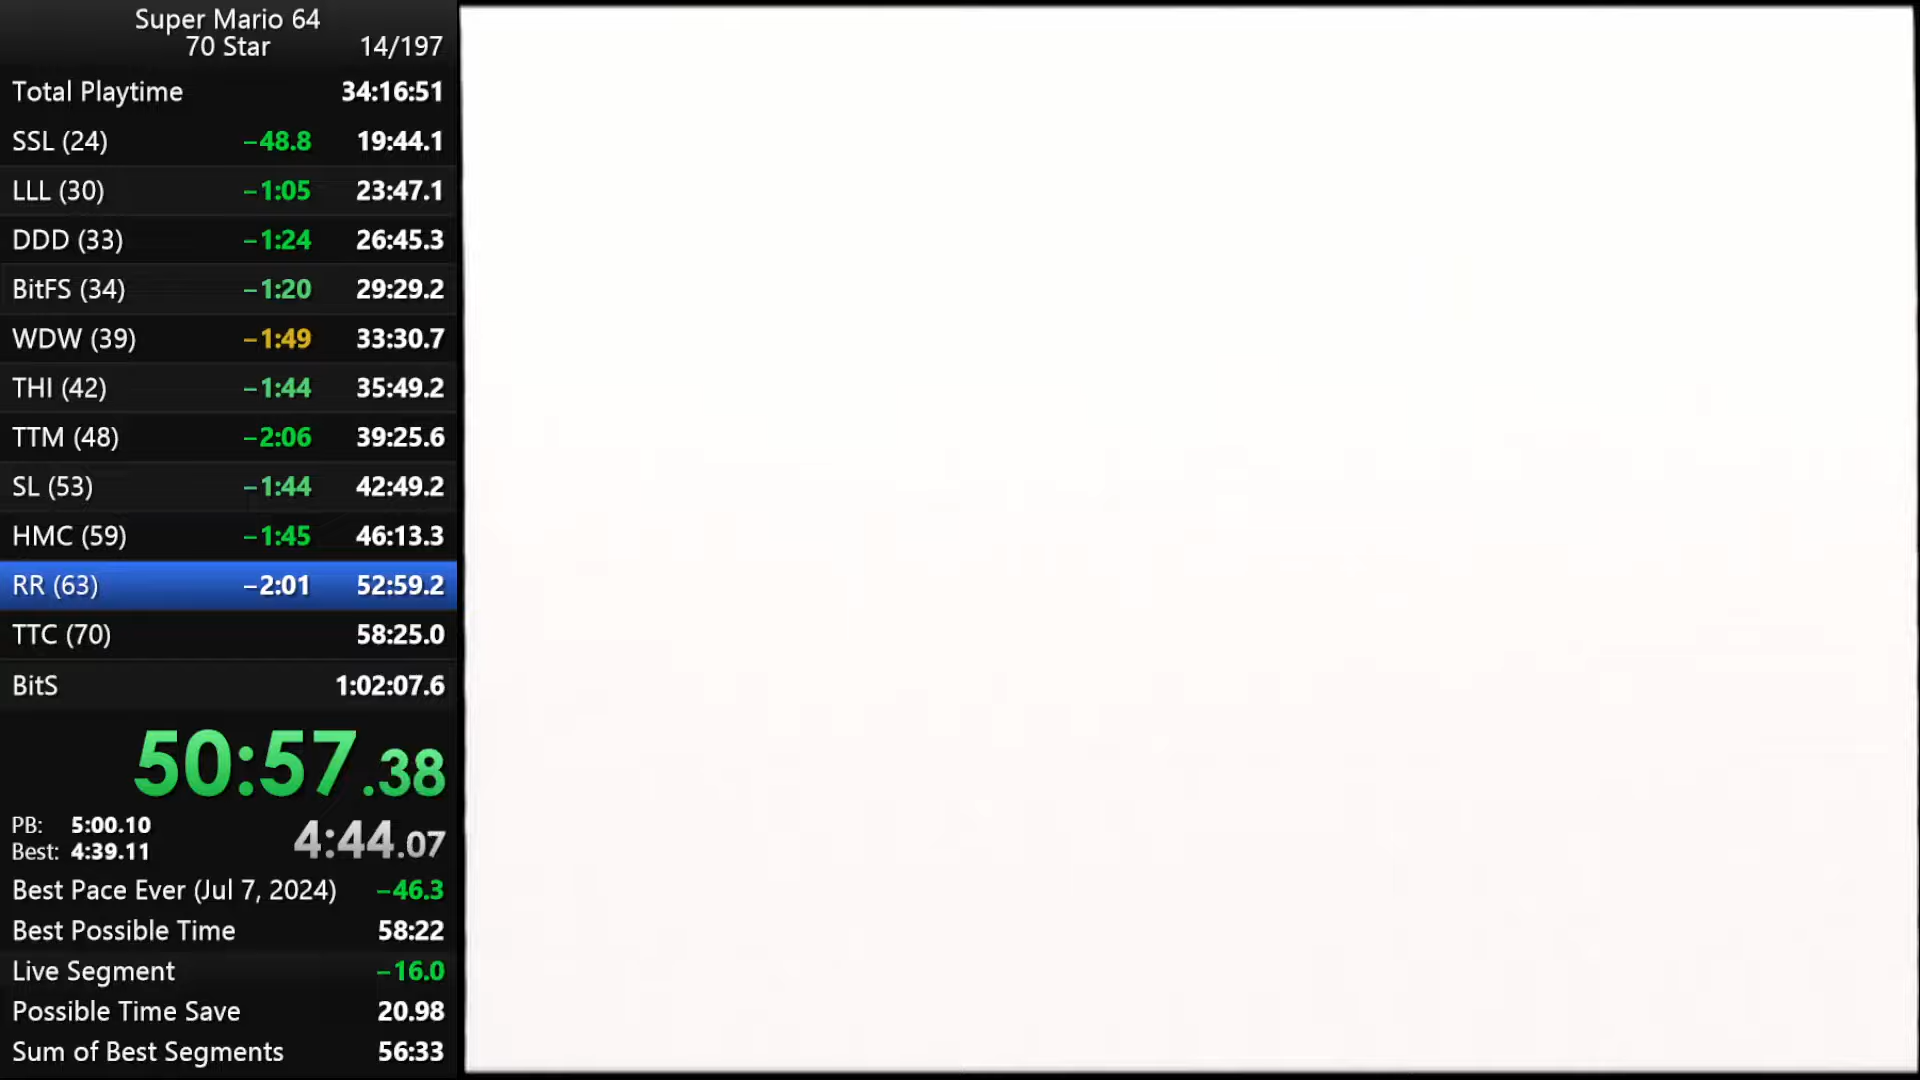 Super Mario 64
70 Star 14/197
Total Playtime 34:16:51
SSL (24) −48.8 19:44.1
LLL (30) −1:05 23:47.1
DDD (33) −1:24 26:45.3
BitFS (34) −1:20 29:29.2
WDW (39) −1:49 33:30.7
THI (42) −1:44 35:49.2
TTM (48) −2:06 39:25.6
SL (53) −1:44 42:49.2
HMC (59) −1:45 46:13.3
RR (63) −2:01 52:59.2
TTC (70) 58:25.0
BitS 1:02:07.6
50:57.38
PB: 5:00.10
Best: 4:39.11 4:44.07
Best Pace Ever (Jul 7, 2024) −46.3
Best Possible Time 58:22
Live Segment −16.0
Possible Time Save 20.98
Sum of Best Segments 56:33